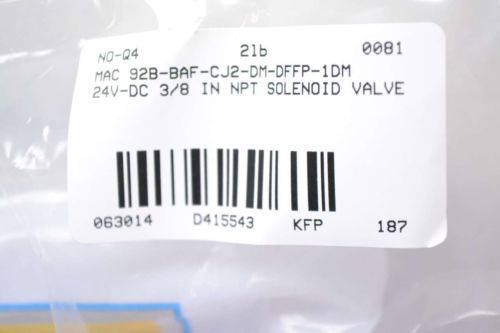 NO-Q4 2lb 0081
MAC 92B-BAF-CJ2-DM-DFFP-1DM
24V-DC 3/8 IN NPT SOLENOID VALVE
063014 D415543 KFP 187